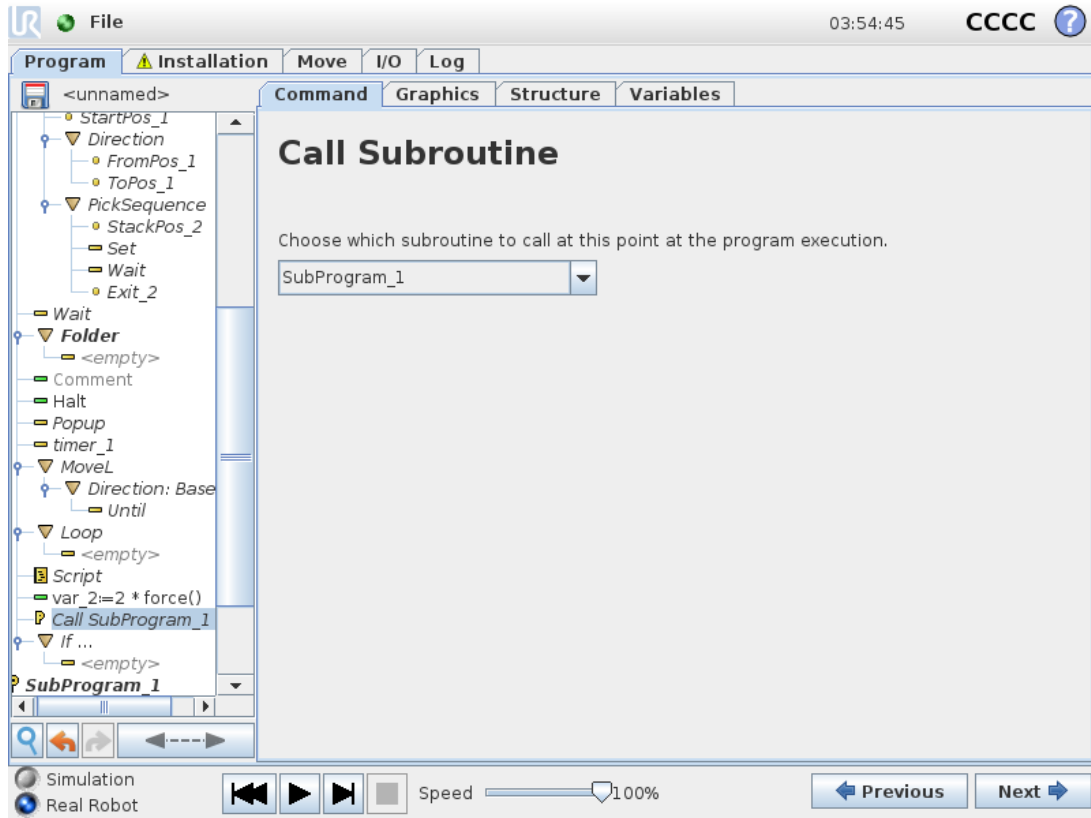 UR File 03:54:45 CCCC ?
Program Installation Move I/O Log
<unnamed>
Command Graphics Structure Variables
StartPos_1
Direction
FromPos_1
ToPos_1
PickSequence
StackPos_2
Set
Wait
Exit_2
Wait
Folder
<empty>
Comment
Halt
Popup
timer_1
MoveL
Direction: Base
Until
Loop
<empty>
Script
var_2:=2 * force()
Call SubProgram_1
If ...
<empty>
SubProgram_1
Call Subroutine
Choose which subroutine to call at this point at the program execution.
SubProgram_1
Simulation
Real Robot
Speed 100%
Previous Next